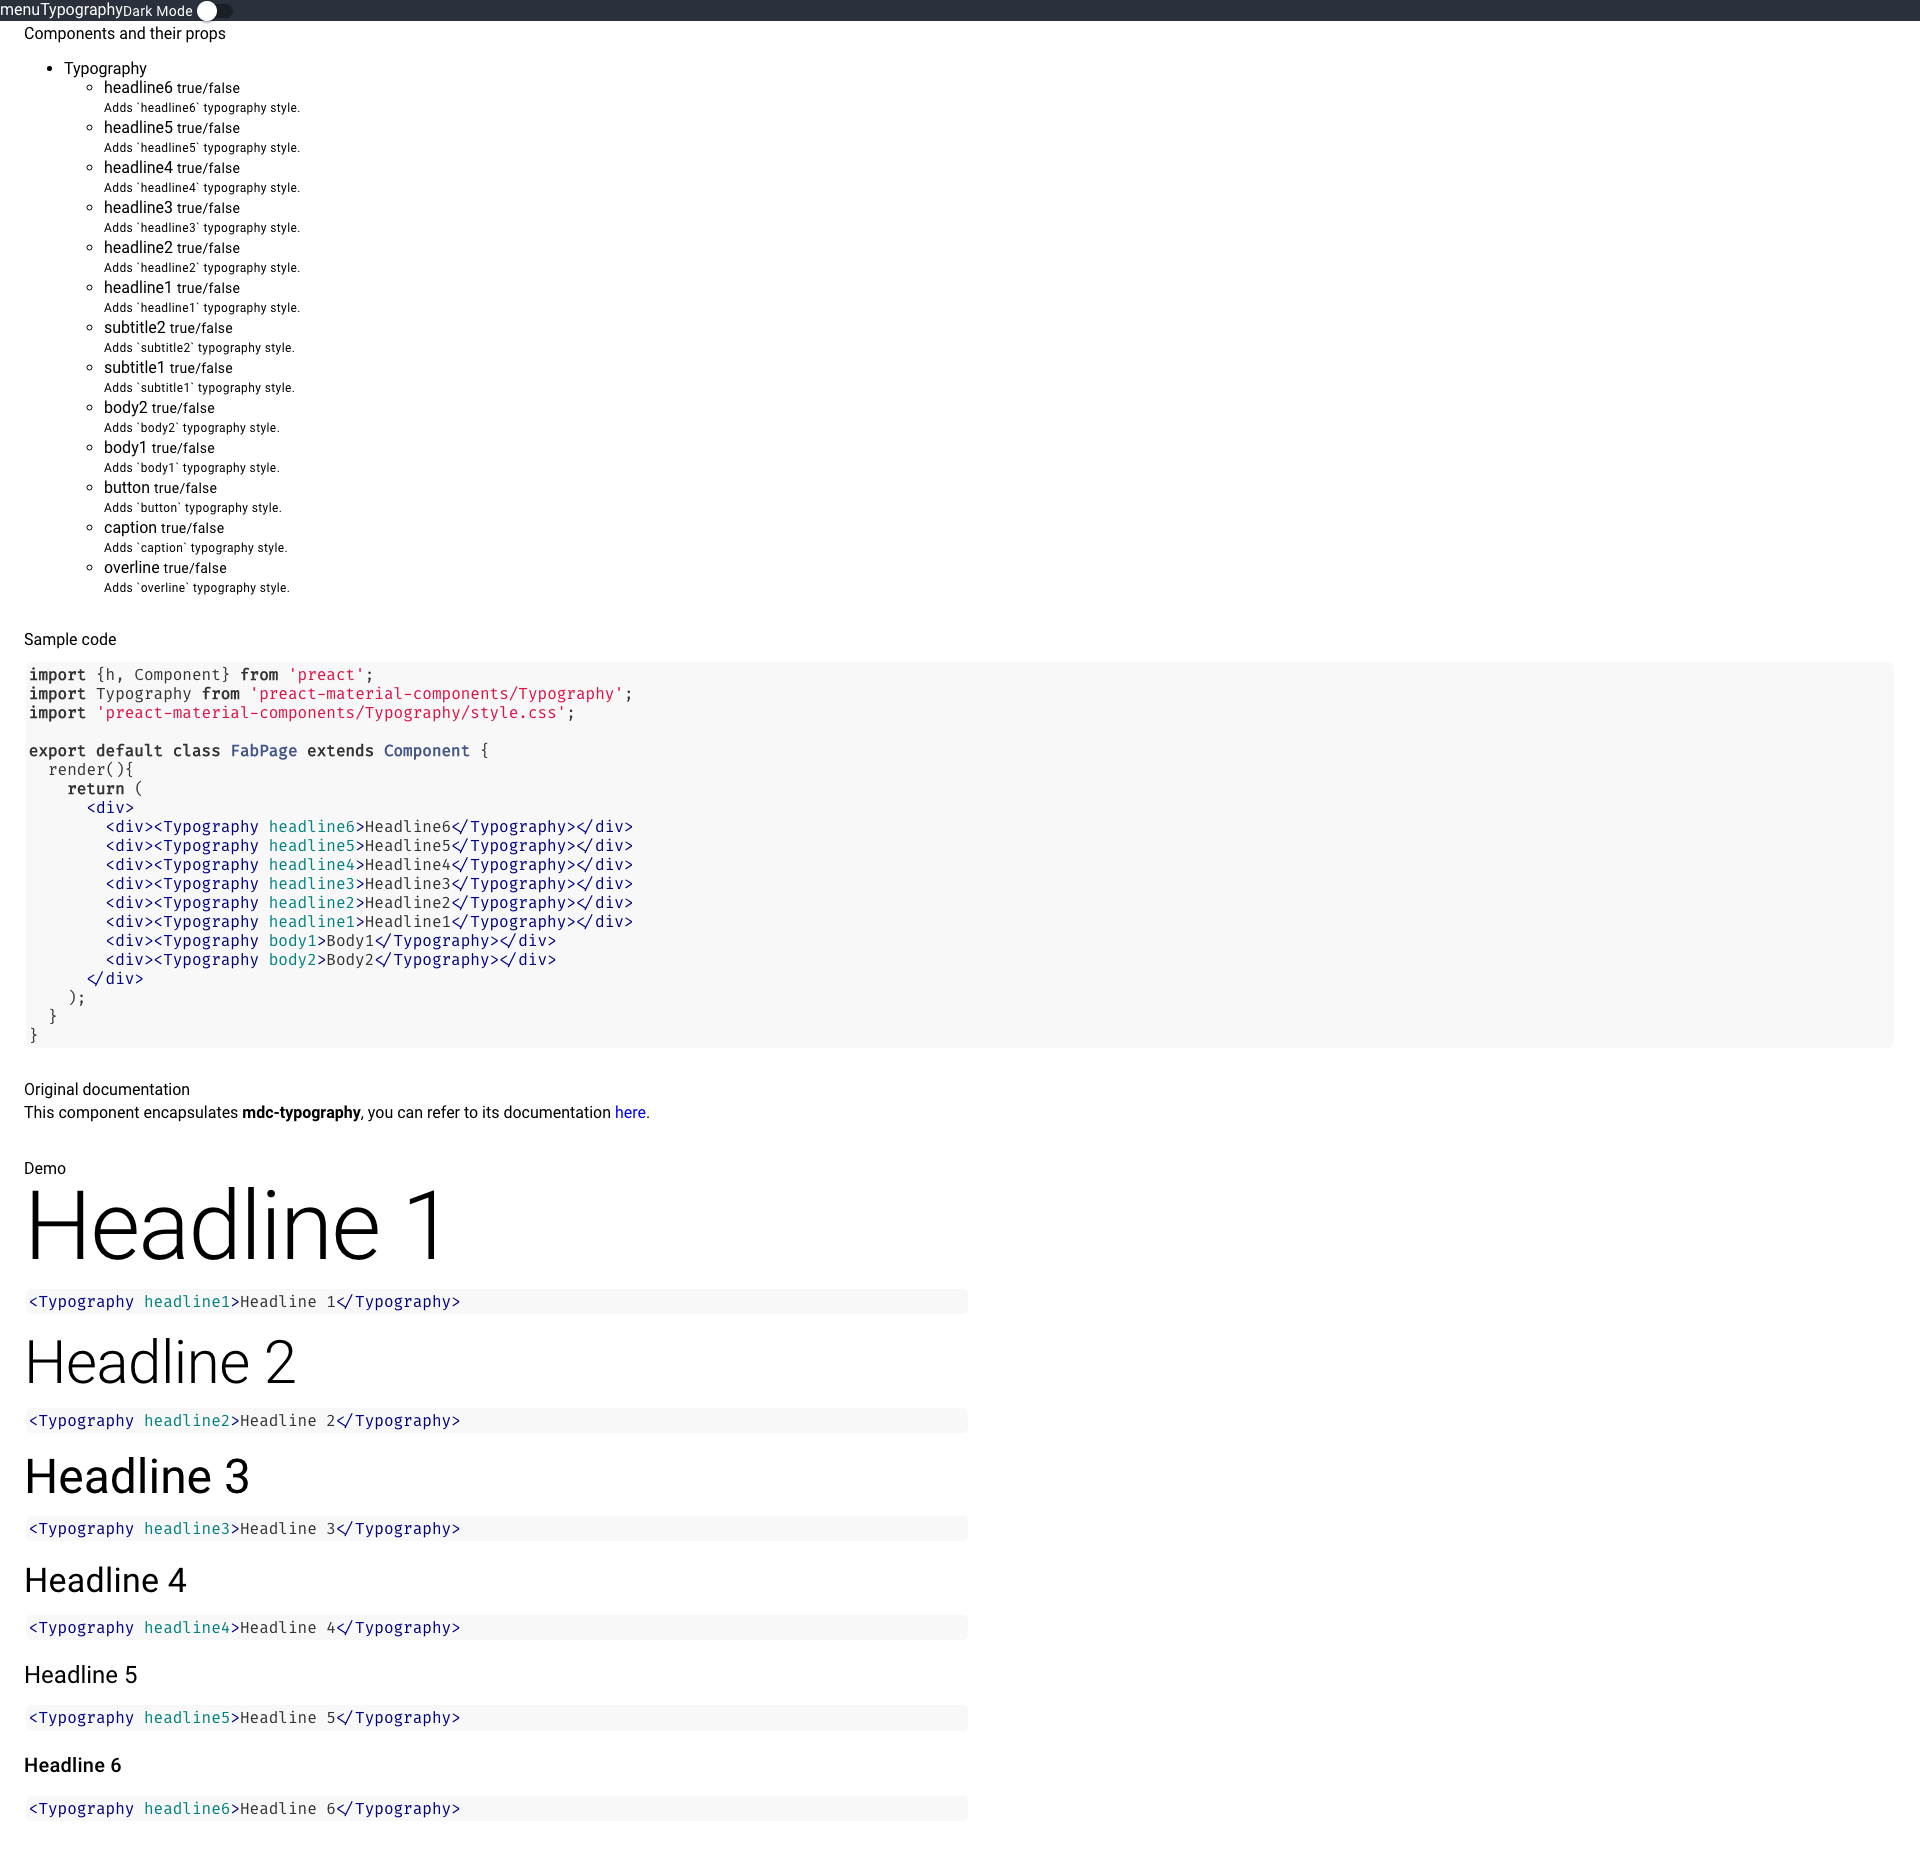 menuTypographyDark Mode
Components and their props
Typography
headline6 true/false
Adds `headline6` typography style.
headline5 true/false
Adds `headline5` typography style.
headline4 true/false
Adds `headline4` typography style.
headline3 true/false
Adds `headline3` typography style.
headline2 true/false
Adds `headline2` typography style.
headline1 true/false
Adds `headline1` typography style.
subtitle2 true/false
Adds `subtitle2` typography style.
subtitle1 true/false
Adds `subtitle1` typography style.
body2 true/false
Adds `body2` typography style.
body1 true/false
Adds `body1` typography style.
button true/false
Adds `button` typography style.
caption true/false
Adds `caption` typography style.
overline true/false
Adds `overline` typography style.
Sample code
import {h, Component} from 'preact';
import Typography from 'preact-material-components/Typography';
import 'preact-material-components/Typography/style.css';
export default class FabPage extends Component {
  render(){
    return (
      <div>
        <div><Typography headline6>Headline6</Typography></div>
        <div><Typography headline5>Headline5</Typography></div>
        <div><Typography headline4>Headline4</Typography></div>
        <div><Typography headline3>Headline3</Typography></div>
        <div><Typography headline2>Headline2</Typography></div>
        <div><Typography headline1>Headline1</Typography></div>
        <div><Typography body1>Body1</Typography></div>
        <div><Typography body2>Body2</Typography></div>
      </div>
    );
  }
}
Original documentation
This component encapsulates mdc-typography, you can refer to its documentation here.
Demo
Headline 1
<Typography headline1>Headline 1</Typography>
Headline 2
<Typography headline2>Headline 2</Typography>
Headline 3
<Typography headline3>Headline 3</Typography>
Headline 4
<Typography headline4>Headline 4</Typography>
Headline 5
<Typography headline5>Headline 5</Typography>
Headline 6
<Typography headline6>Headline 6</Typography>